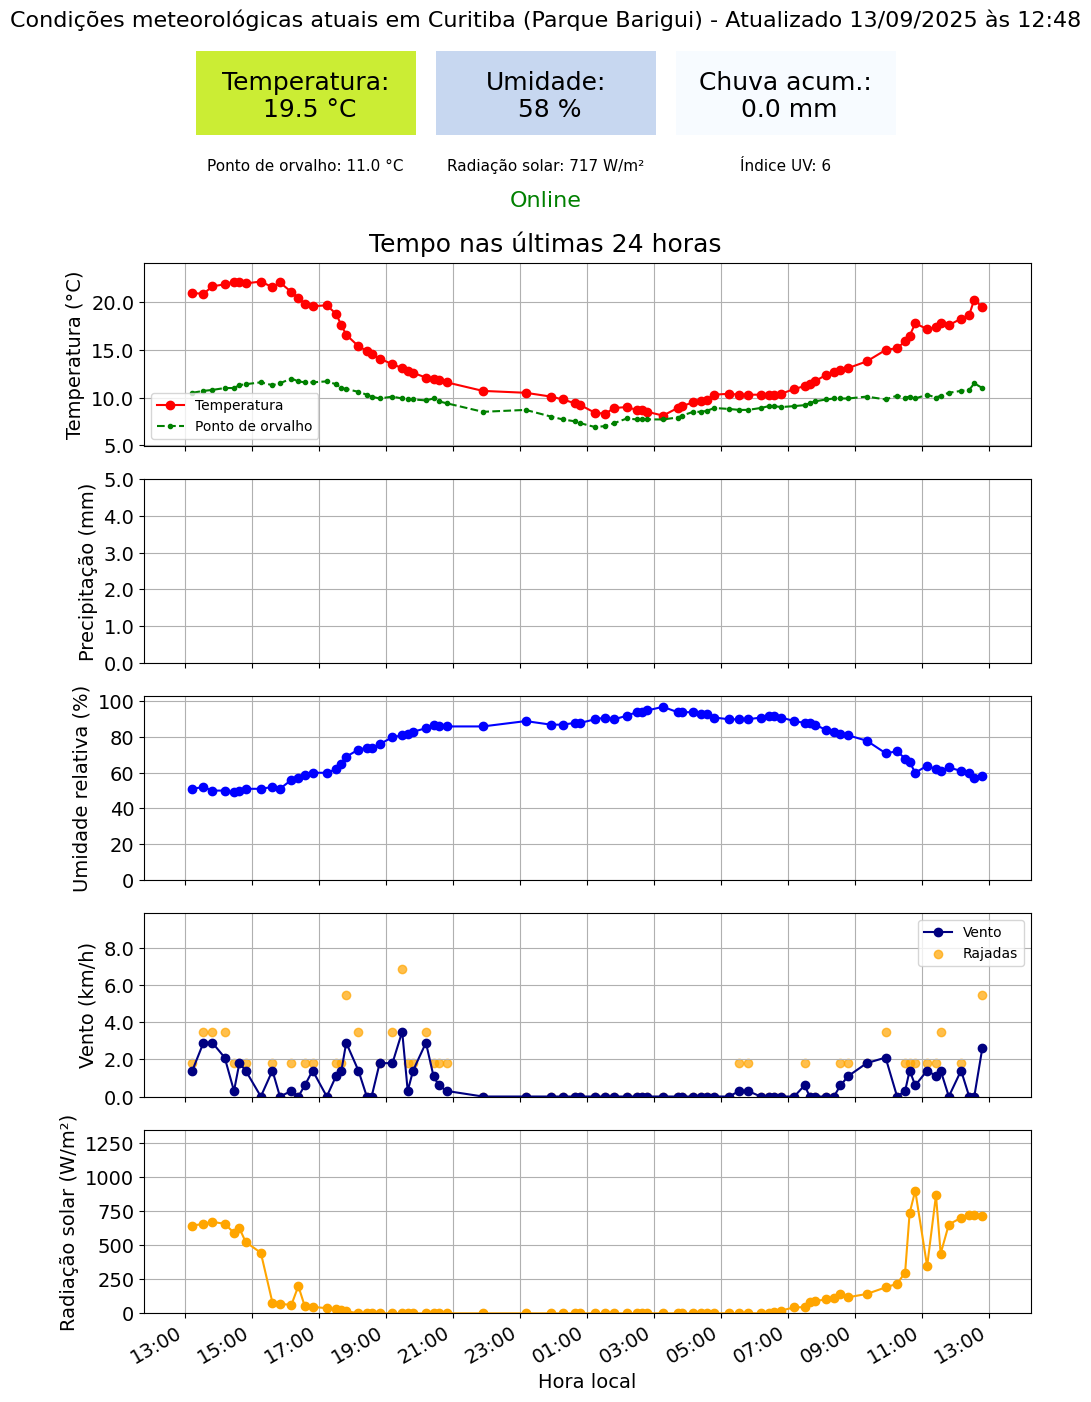 Condições meteorológicas atuais em Curitiba (Parque Barigui) - Atualizado 13/09/2025 às 12:48
Temperatura:
19.5 °C
Umidade:
58 %
Chuva acum.:
0.0 mm
Ponto de orvalho: 11.0 °C
Radiação solar: 717 W/m²
Índice UV: 6
Online
Tempo nas últimas 24 horas
Temperatura (°C)
20.0
15.0
10.0
5.0
Temperatura
Ponto de orvalho
Precipitação (mm)
5.0
4.0
3.0
2.0
1.0
0.0
Umidade relativa (%)
100
80
60
40
20
0
Vento (km/h)
8.0
6.0
4.0
2.0
0.0
Vento
Rajadas
Radiação solar (W/m²)
1250
1000
750
500
250
0
13:00
15:00
17:00
19:00
21:00
23:00
01:00
03:00
05:00
07:00
09:00
11:00
13:00
Hora local